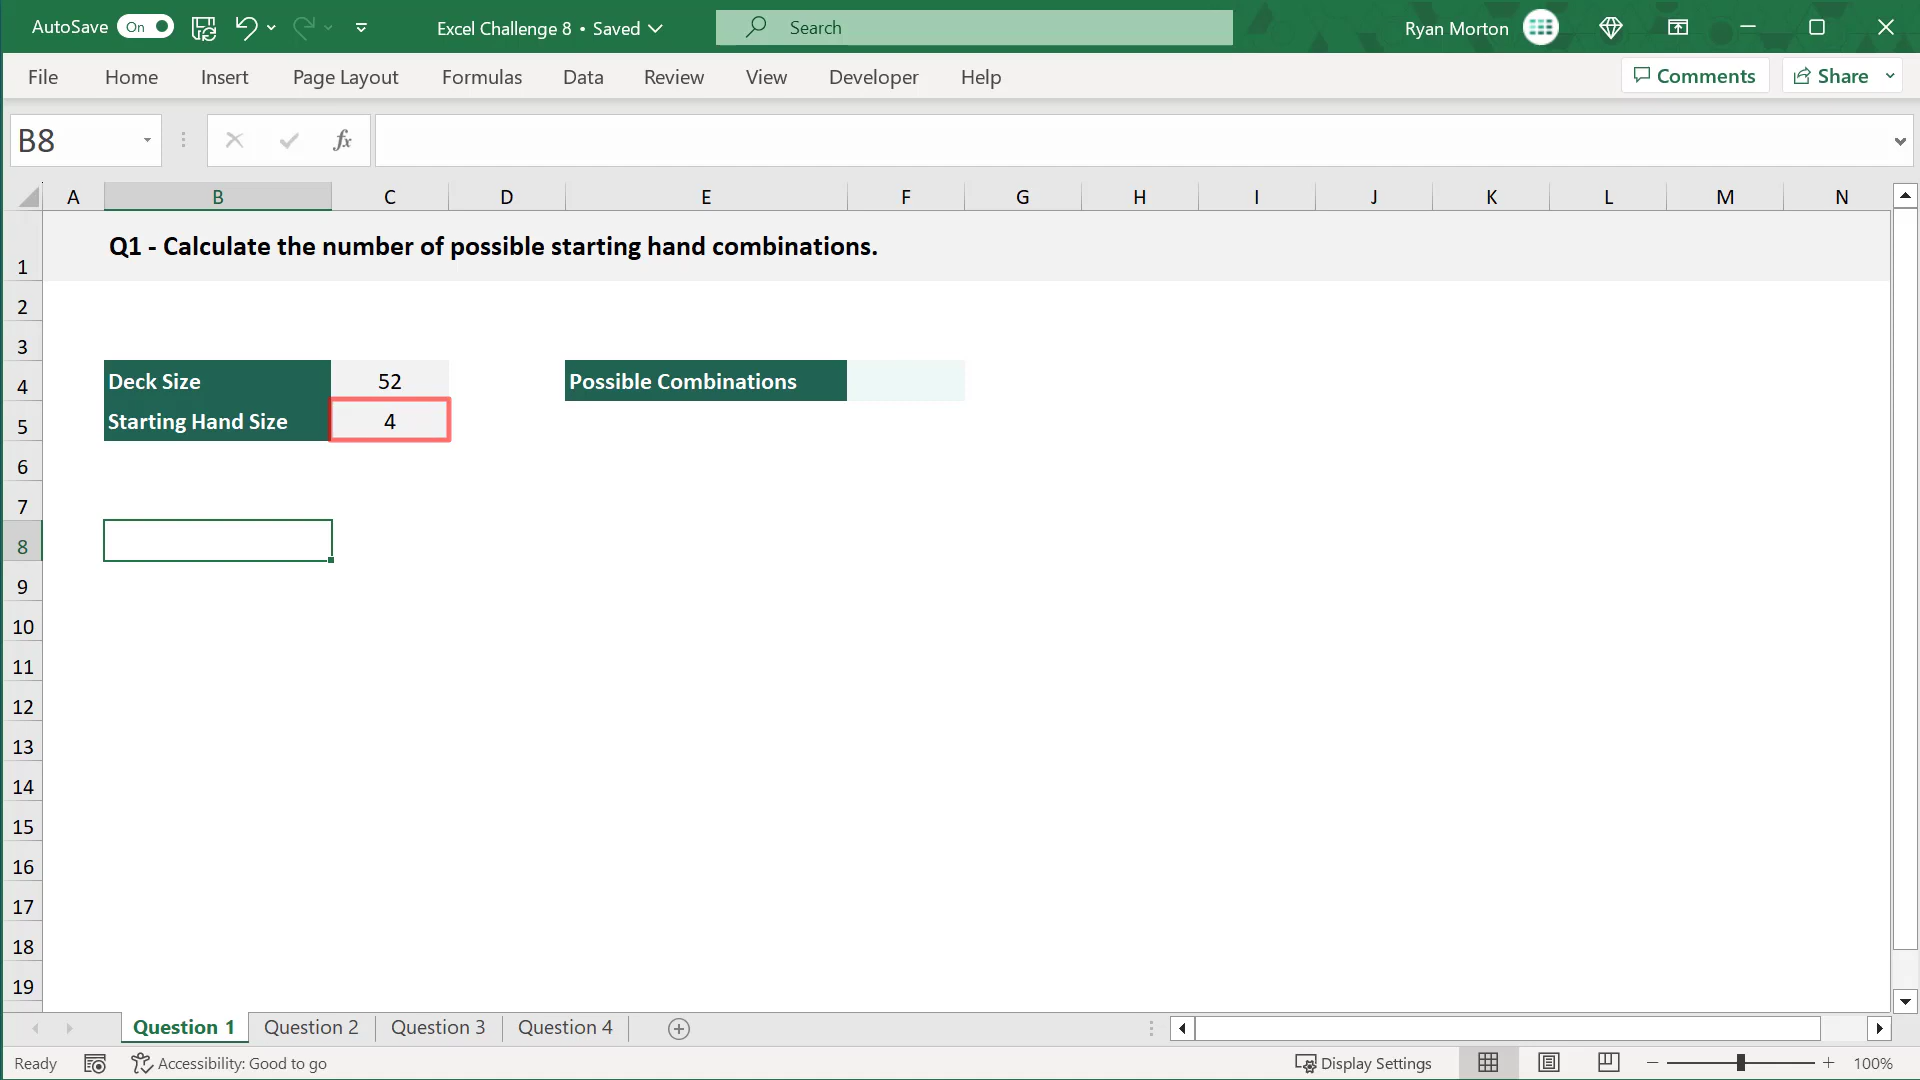 AutoSave On Excel Challenge 8 • Saved Search Ryan Morton
File Home Insert Page Layout Formulas Data Review View Developer Help Comments Share
B8 fx
A B C D E F G H I J K L M N
1 Q1 - Calculate the number of possible starting hand combinations.
2
3
4 Deck Size 52 Possible Combinations
5 Starting Hand Size 4
6
7
8
9
10
11
12
13
14
15
16
17
18
19
Question 1 Question 2 Question 3 Question 4
Ready Accessibility: Good to go Display Settings 100%